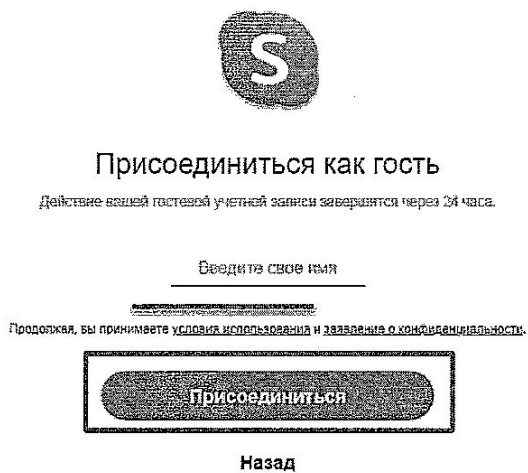 S
Присоединиться как гость
Действие вашей гостевой учетной записи завершится через 24 часа.
Введите свое имя
Продолжая, вы принимаете условия использования и заявление о конфиденциальности.
Присоединиться
Назад